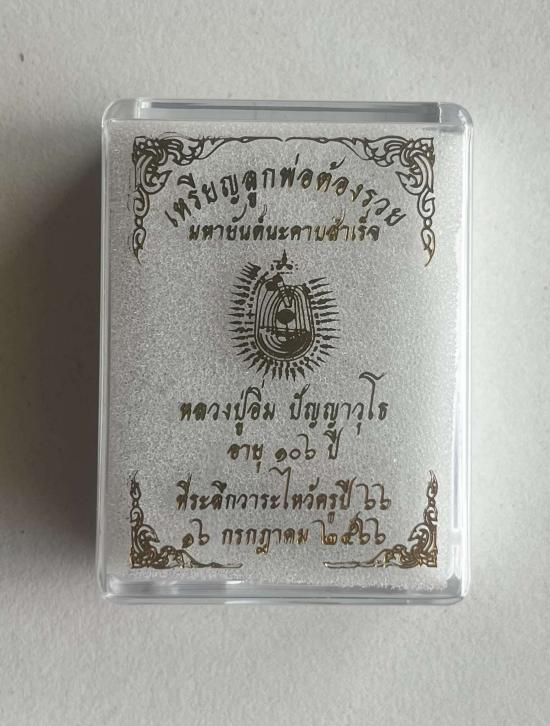 เหรียญลูกพ่อต้องรวย
มหายันต์นะคาบสำเร็จ
หลวงปู่อิ่ม ปัญญาวุโธ
อายุ ๑๐๖ ปี
ที่ระลึกวาระไหว้ครูปี ๖๖
๑๖ กรกฎาคม ๒๕๖๖